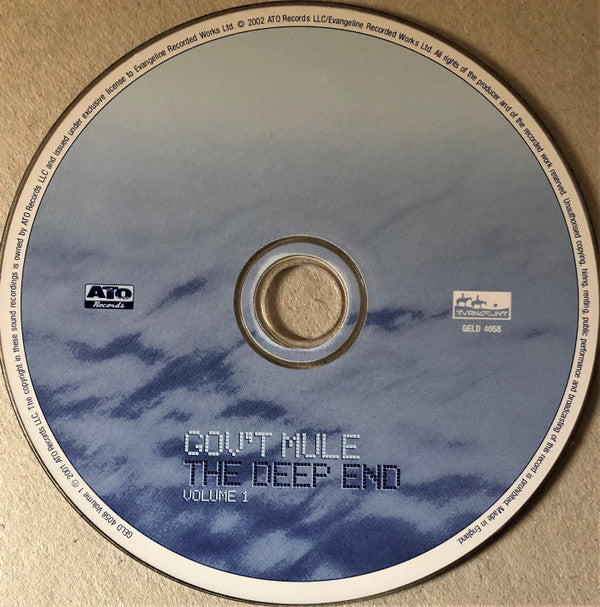 GELD 4058 Volume 1 ℗ 2001 ATO Records LLC. The copyright in these sound recordings is owned by ATO Records LLC and issued under exclusive license to Evangeline Recorded Works Ltd. © 2002 ATO Records LLC/Evangeline Recorded Works Ltd. All rights of the producer and of the recorded work reserved. Unauthorised copying, hiring, renting, public performance and broadcasting of this record is prohibited. Made in England.
ATO
Records
EVANGELINE
GELD 4058
GOV'T MULE
THE DEEP END
VOLUME 1